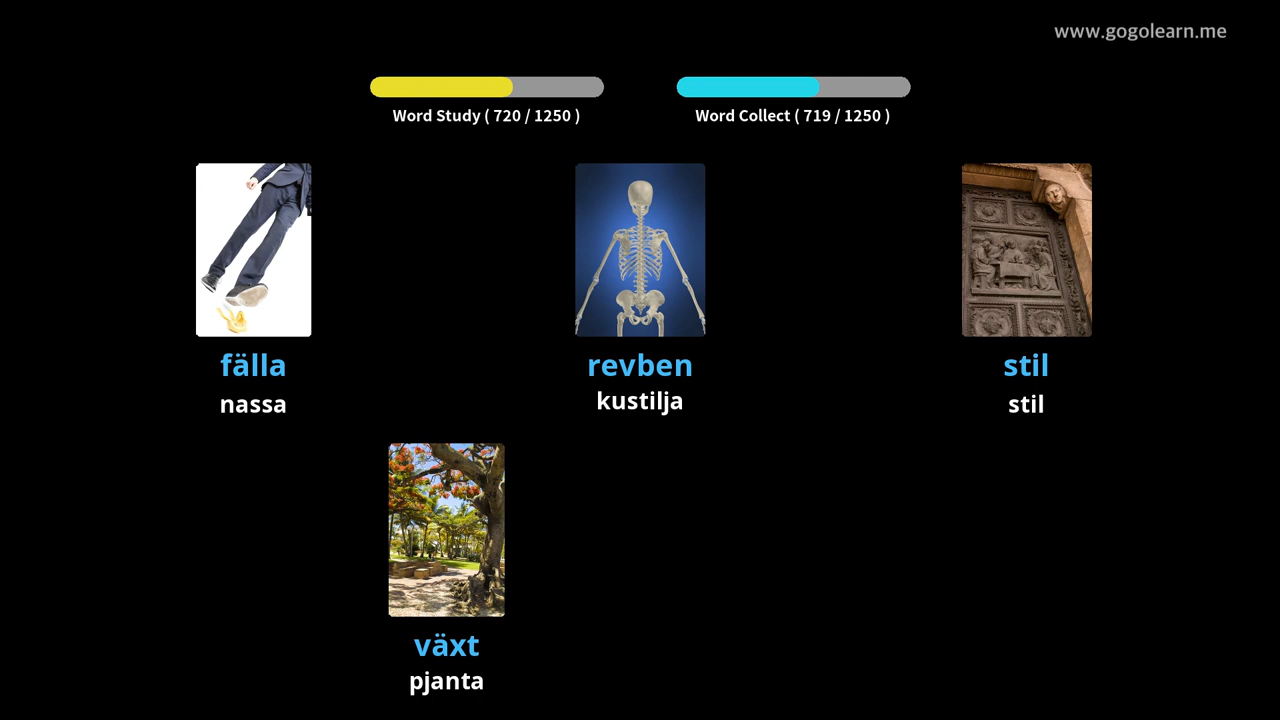 www.gogolearn.me
Word Study ( 720 / 1250 )
Word Collect ( 719 / 1250 )
fälla
nassa
revben
kustilja
stil
stil
växt
pjanta